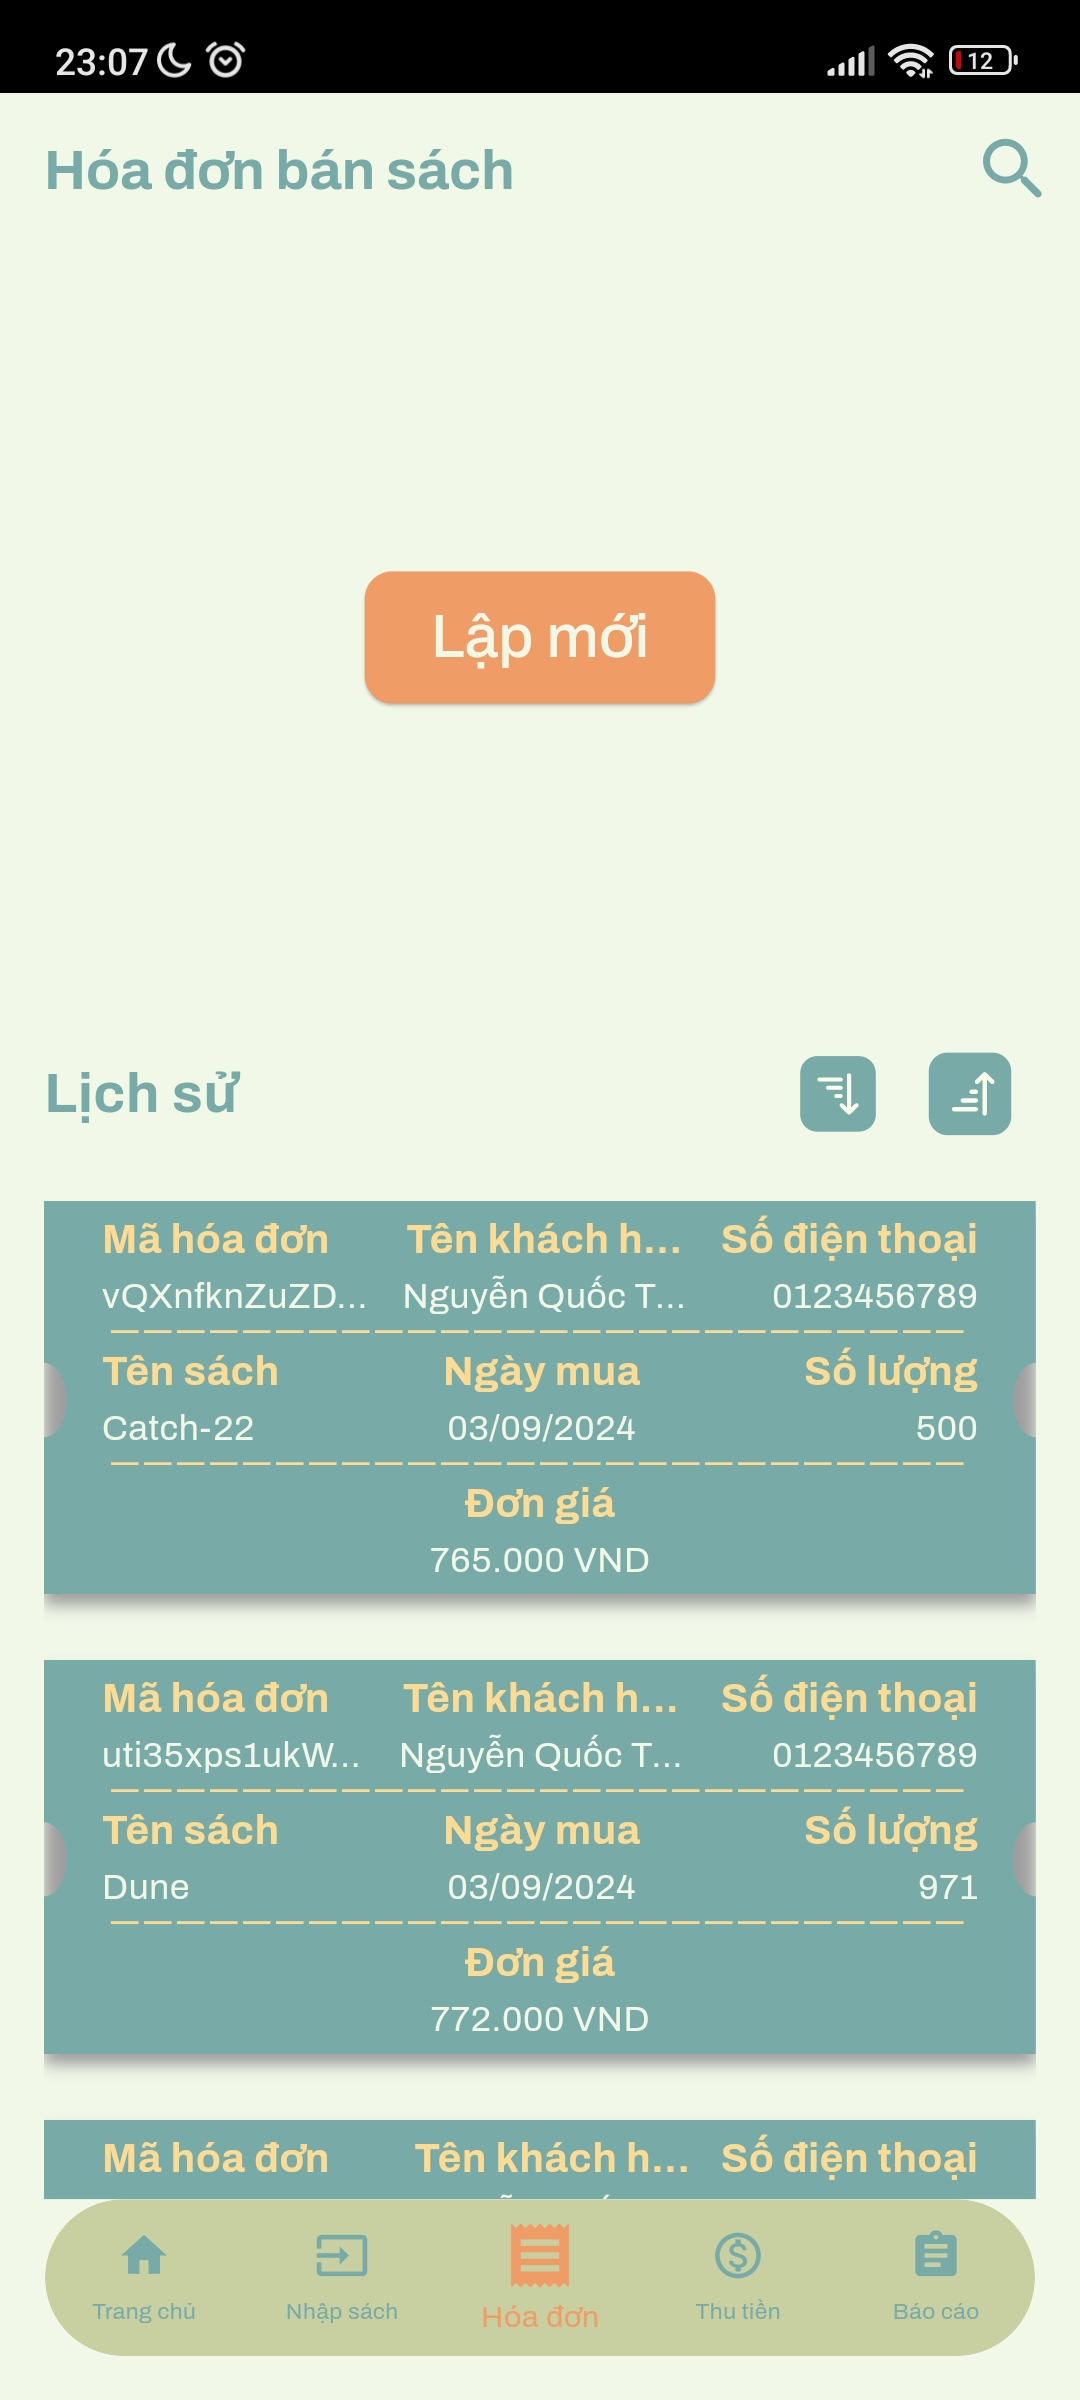 23:07
12
Hóa đơn bán sách
Lập mới
Lịch sử
Mã hóa đơn Tên khách h... Số điện thoại
vQXnfknZuZD... Nguyễn Quốc T... 0123456789
Tên sách Ngày mua Số lượng
Catch-22 03/09/2024 500
Đơn giá
765.000 VND
Mã hóa đơn Tên khách h... Số điện thoại
uti35xps1ukW... Nguyễn Quốc T... 0123456789
Tên sách Ngày mua Số lượng
Dune 03/09/2024 971
Đơn giá
772.000 VND
Mã hóa đơn Tên khách h... Số điện thoại
Trang chủ Nhập sách Hóa đơn Thu tiền Báo cáo